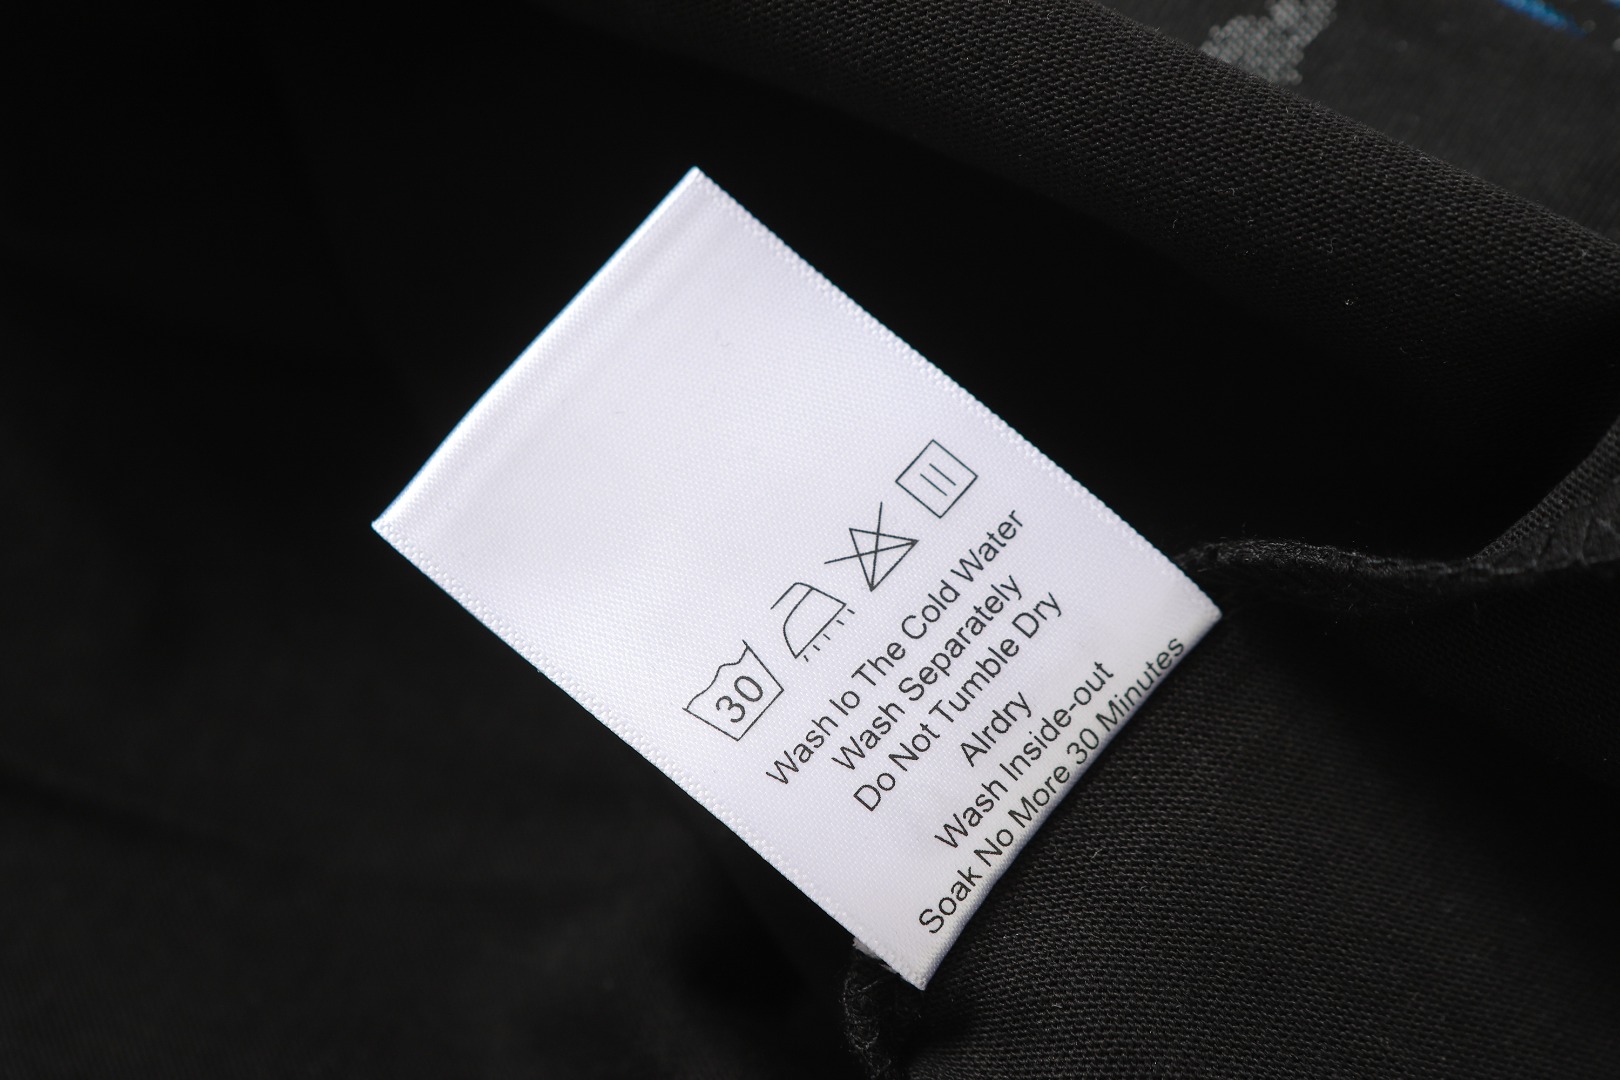 30
Wash Io The Cold Water
Wash Separately
Do Not Tumble Dry
Alrdry
Wash Inside-out
Soak No More 30 Minutes